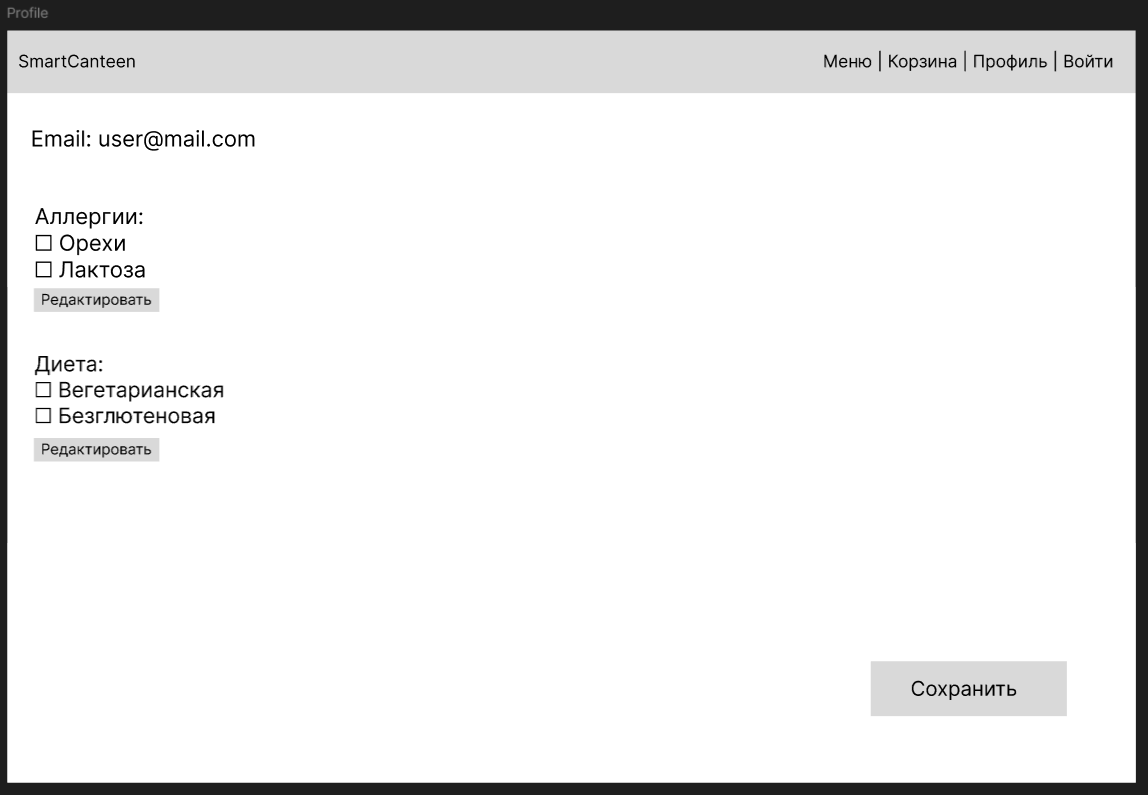 Profile
SmartCanteen
Меню | Корзина | Профиль | Войти
Email: user@mail.com
Аллергии:
☐ Орехи
☐ Лактоза
Редактировать
Диета:
☐ Вегетарианская
☐ Безглютеновая
Редактировать
Сохранить